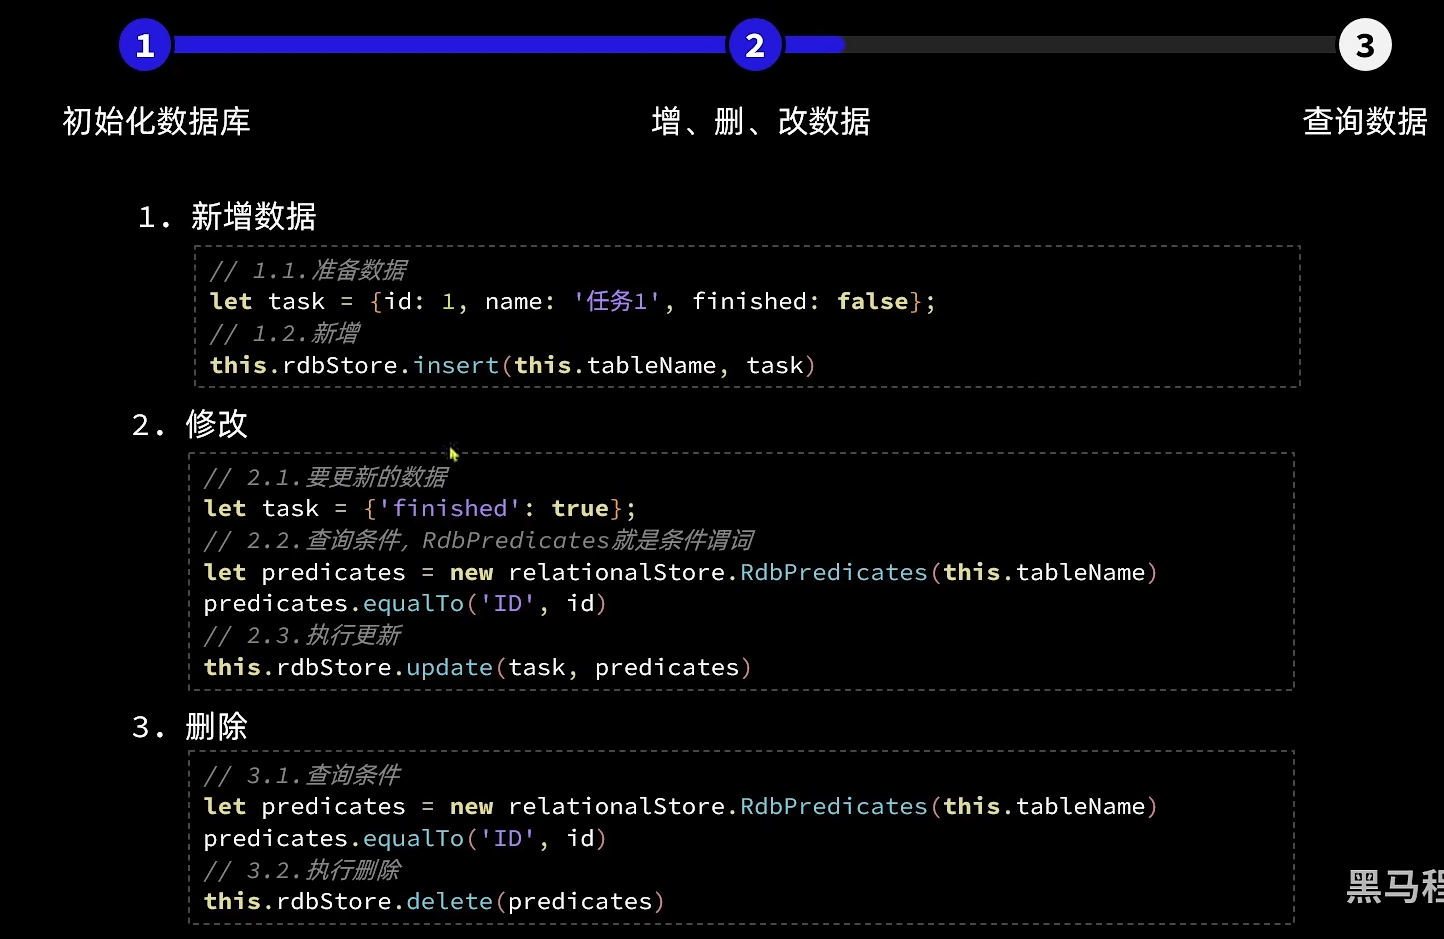 1 2 3
初始化数据库 增、删、改数据 查询数据
1. 新增数据
// 1.1.准备数据
let task = {id: 1, name: '任务1', finished: false};
// 1.2.新增
this.rdbStore.insert(this.tableName, task)
2. 修改
// 2.1.要更新的数据
let task = {'finished': true};
// 2.2.查询条件，RdbPredicates就是条件谓词
let predicates = new relationalStore.RdbPredicates(this.tableName)
predicates.equalTo('ID', id)
// 2.3.执行更新
this.rdbStore.update(task, predicates)
3. 删除
// 3.1.查询条件
let predicates = new relationalStore.RdbPredicates(this.tableName)
predicates.equalTo('ID', id)
// 3.2.执行删除
this.rdbStore.delete(predicates)
黑马程